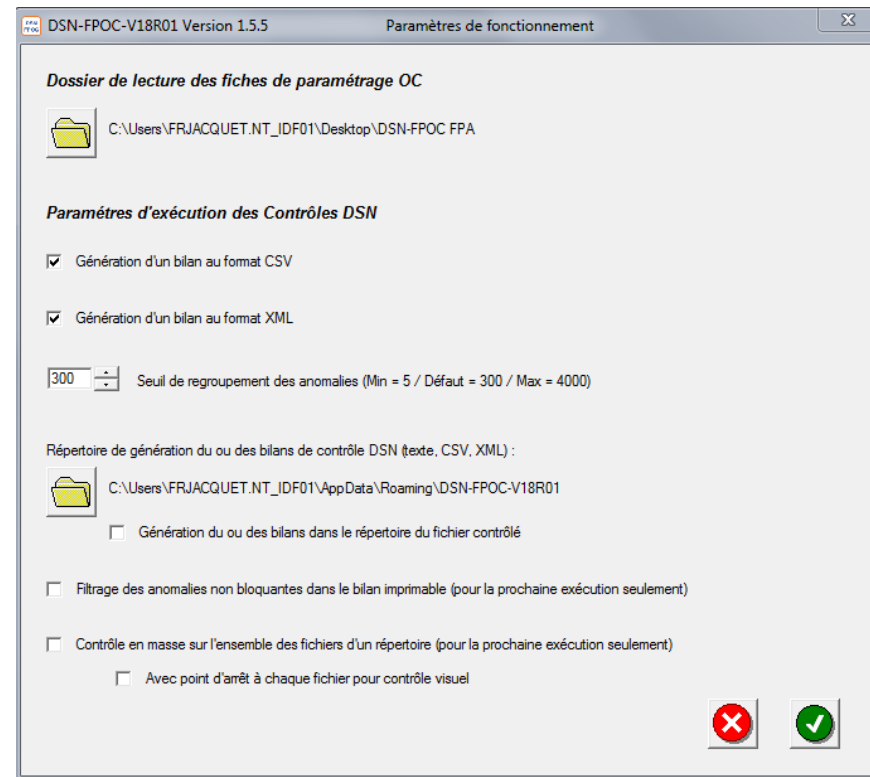 DSN-FPOC-V18R01 Version 1.5.5 Paramètres de fonctionnement
Dossier de lecture des fiches de paramétrage OC
C:\Users\FRJACQUET.NT_IDF01\Desktop\DSN-FPOC FPA
Paramétres d'exécution des Contrôles DSN
Génération d'un bilan au format CSV
Génération d'un bilan au format XML
300 Seuil de regroupement des anomalies (Min = 5 / Défaut = 300 / Max = 4000)
Répertoire de génération du ou des bilans de contrôle DSN (texte, CSV, XML) :
C:\Users\FRJACQUET.NT_IDF01\AppData\Roaming\DSN-FPOC-V18R01
Génération du ou des bilans dans le répertoire du fichier contrôlé
Filtrage des anomalies non bloquantes dans le bilan imprimable (pour la prochaine exécution seulement)
Contrôle en masse sur l'ensemble des fichiers d'un répertoire (pour la prochaine exécution seulement)
Avec point d'arrêt à chaque fichier pour contrôle visuel